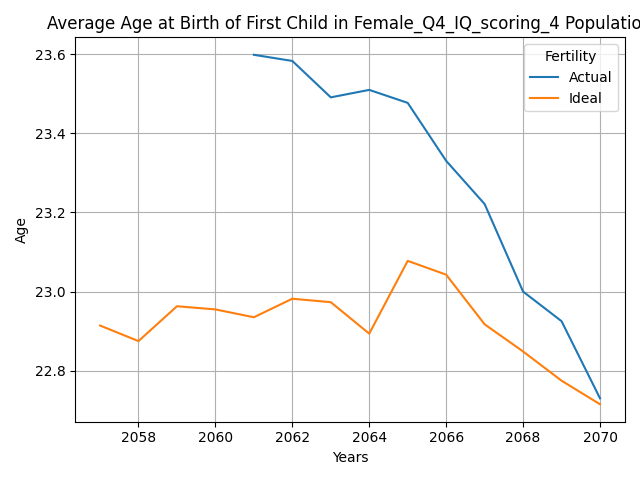 Average Age at Birth of First Child in Female_Q4_IQ_scoring_4 Populatio
23.6
23.4
23.2
23.0
22.8
Age
Fertility
Actual
Ideal
2058 2060 2062 2064 2066 2068 2070
Years